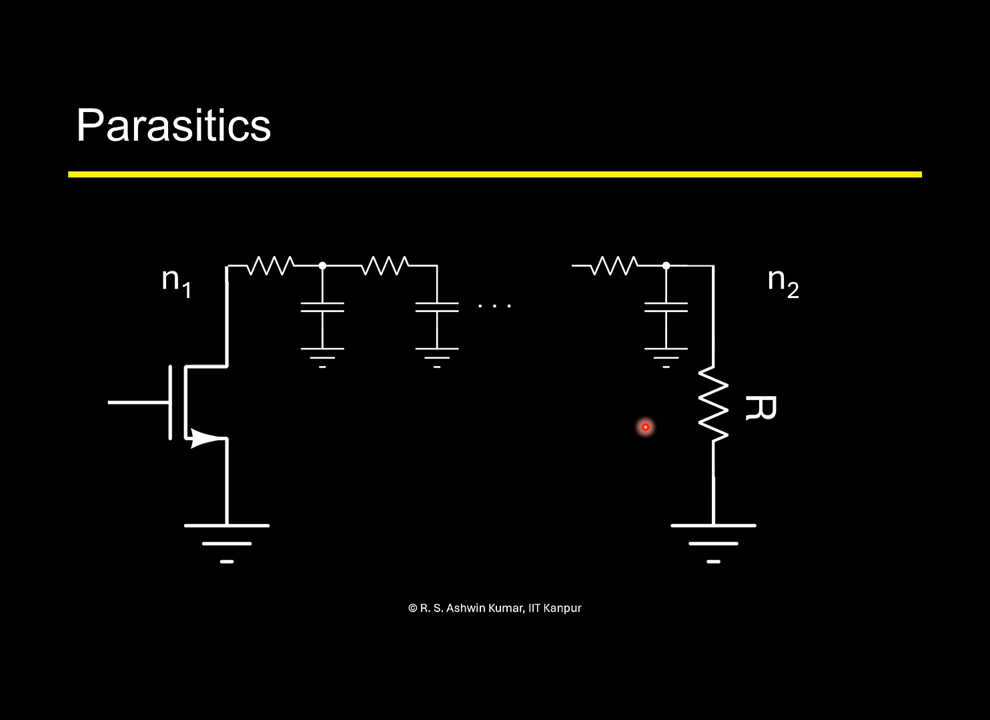 Parasitics
n₁
n₂
. . .
R
© R. S. Ashwin Kumar, IIT Kanpur